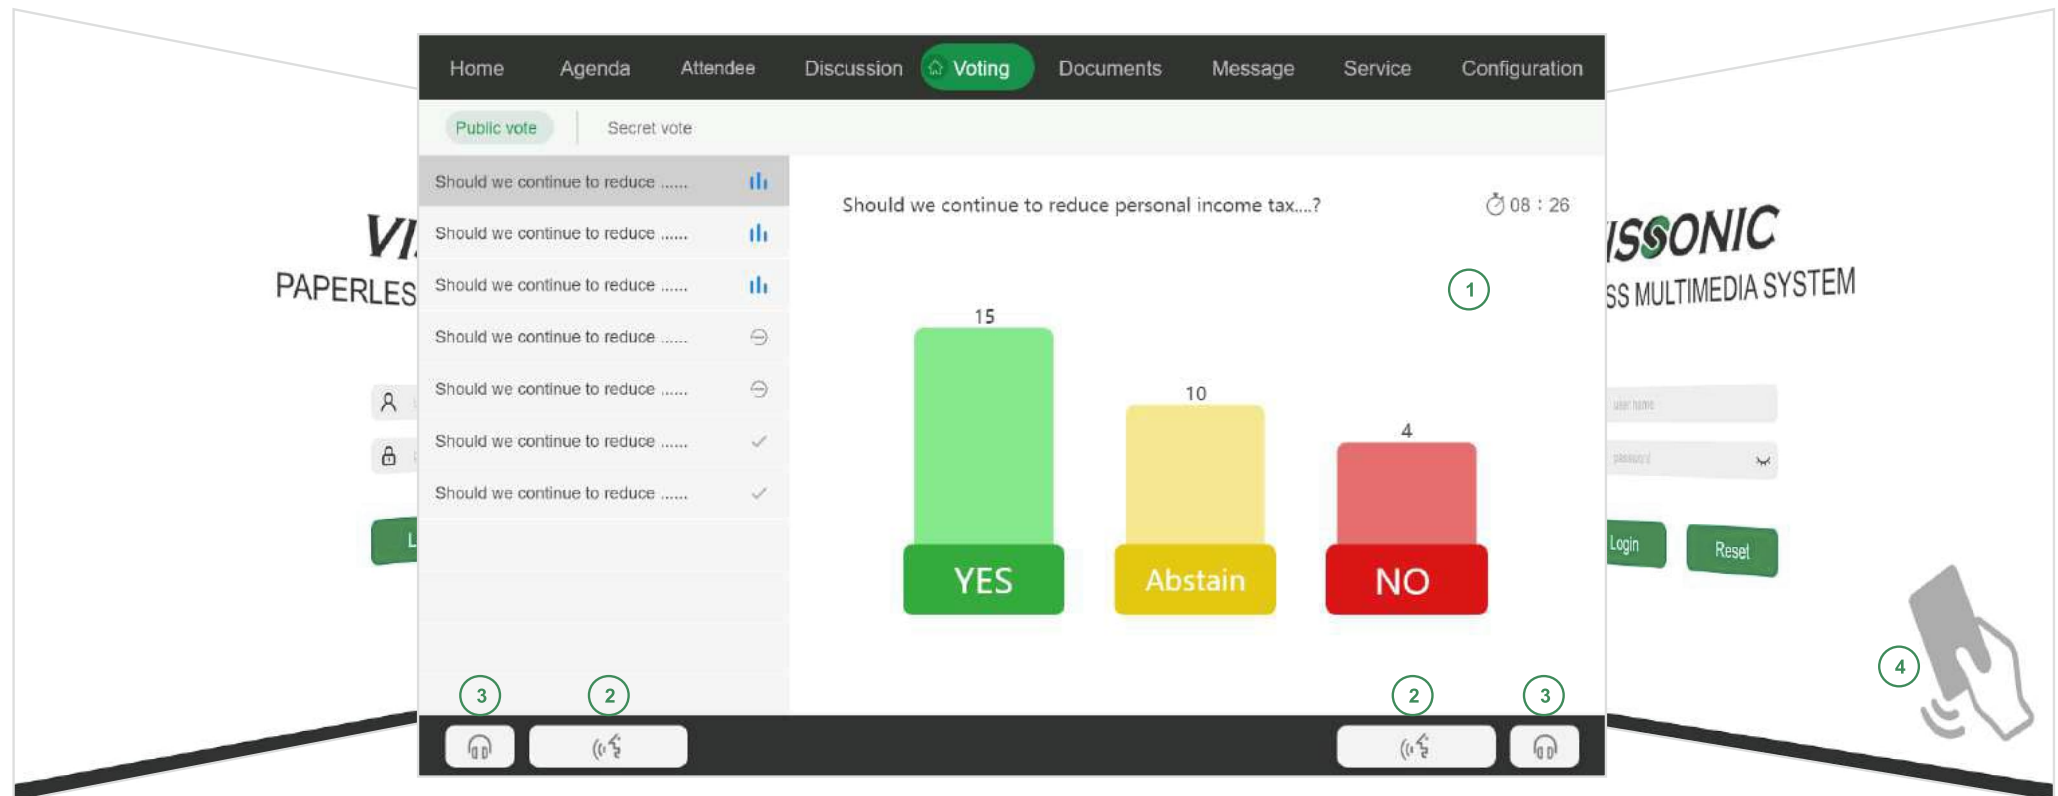 Home Agenda Attendee Discussion Voting Documents Message Service Configuration
Public vote Secret vote
Should we continue to reduce ......
Should we continue to reduce ......
Should we continue to reduce ......
Should we continue to reduce ......
Should we continue to reduce ......
Should we continue to reduce ......
Should we continue to reduce ......
Should we continue to reduce personal income tax....?
08 : 26
1
15
10
4
YES
Abstain
NO
3
2
2
3
VI
PAPERLES
L
ISSONIC
SS MULTIMEDIA SYSTEM
user name
password
Login
Reset
4